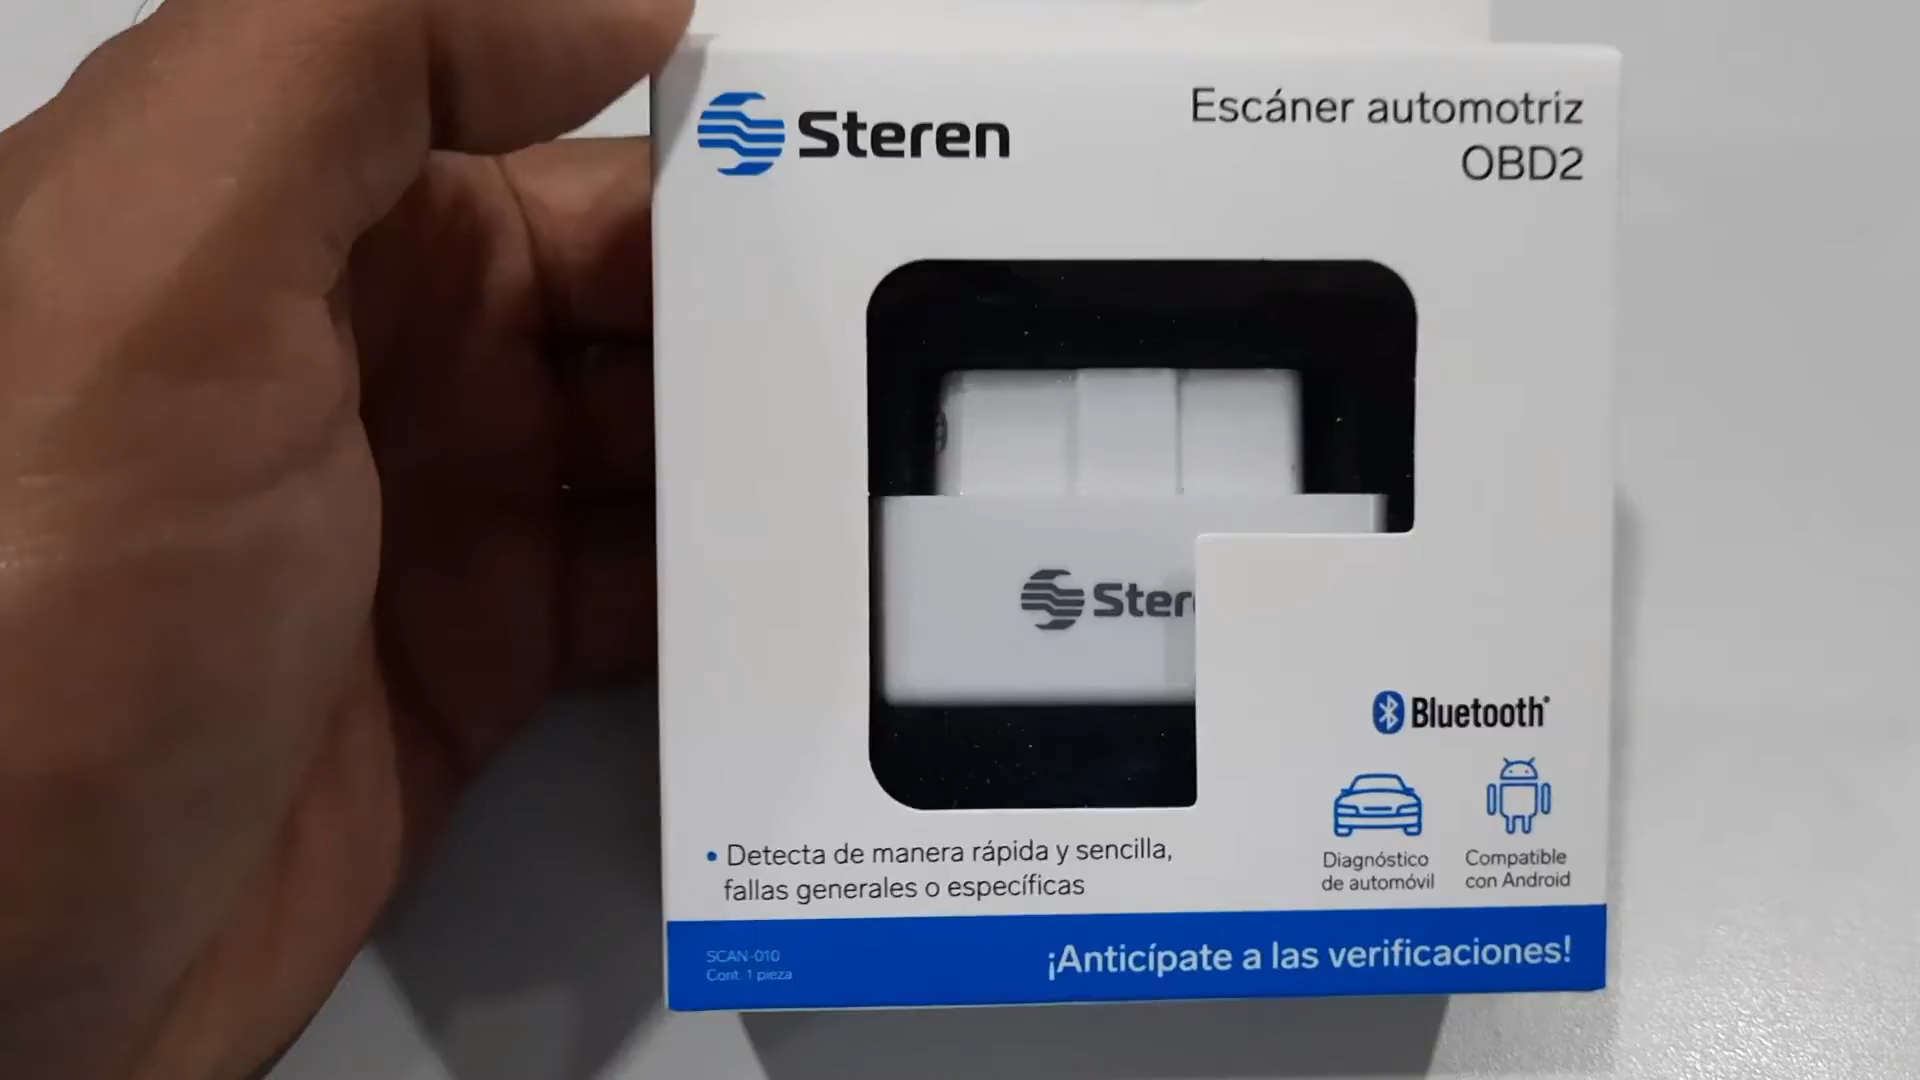 Steren
Escáner automotriz
OBD2
Ster
Bluetooth
Diagnóstico
de automóvil
Compatible
con Android
• Detecta de manera rápida y sencilla,
fallas generales o específicas
SCAN-010
Cont. 1 pieza
¡Anticípate a las verificaciones!